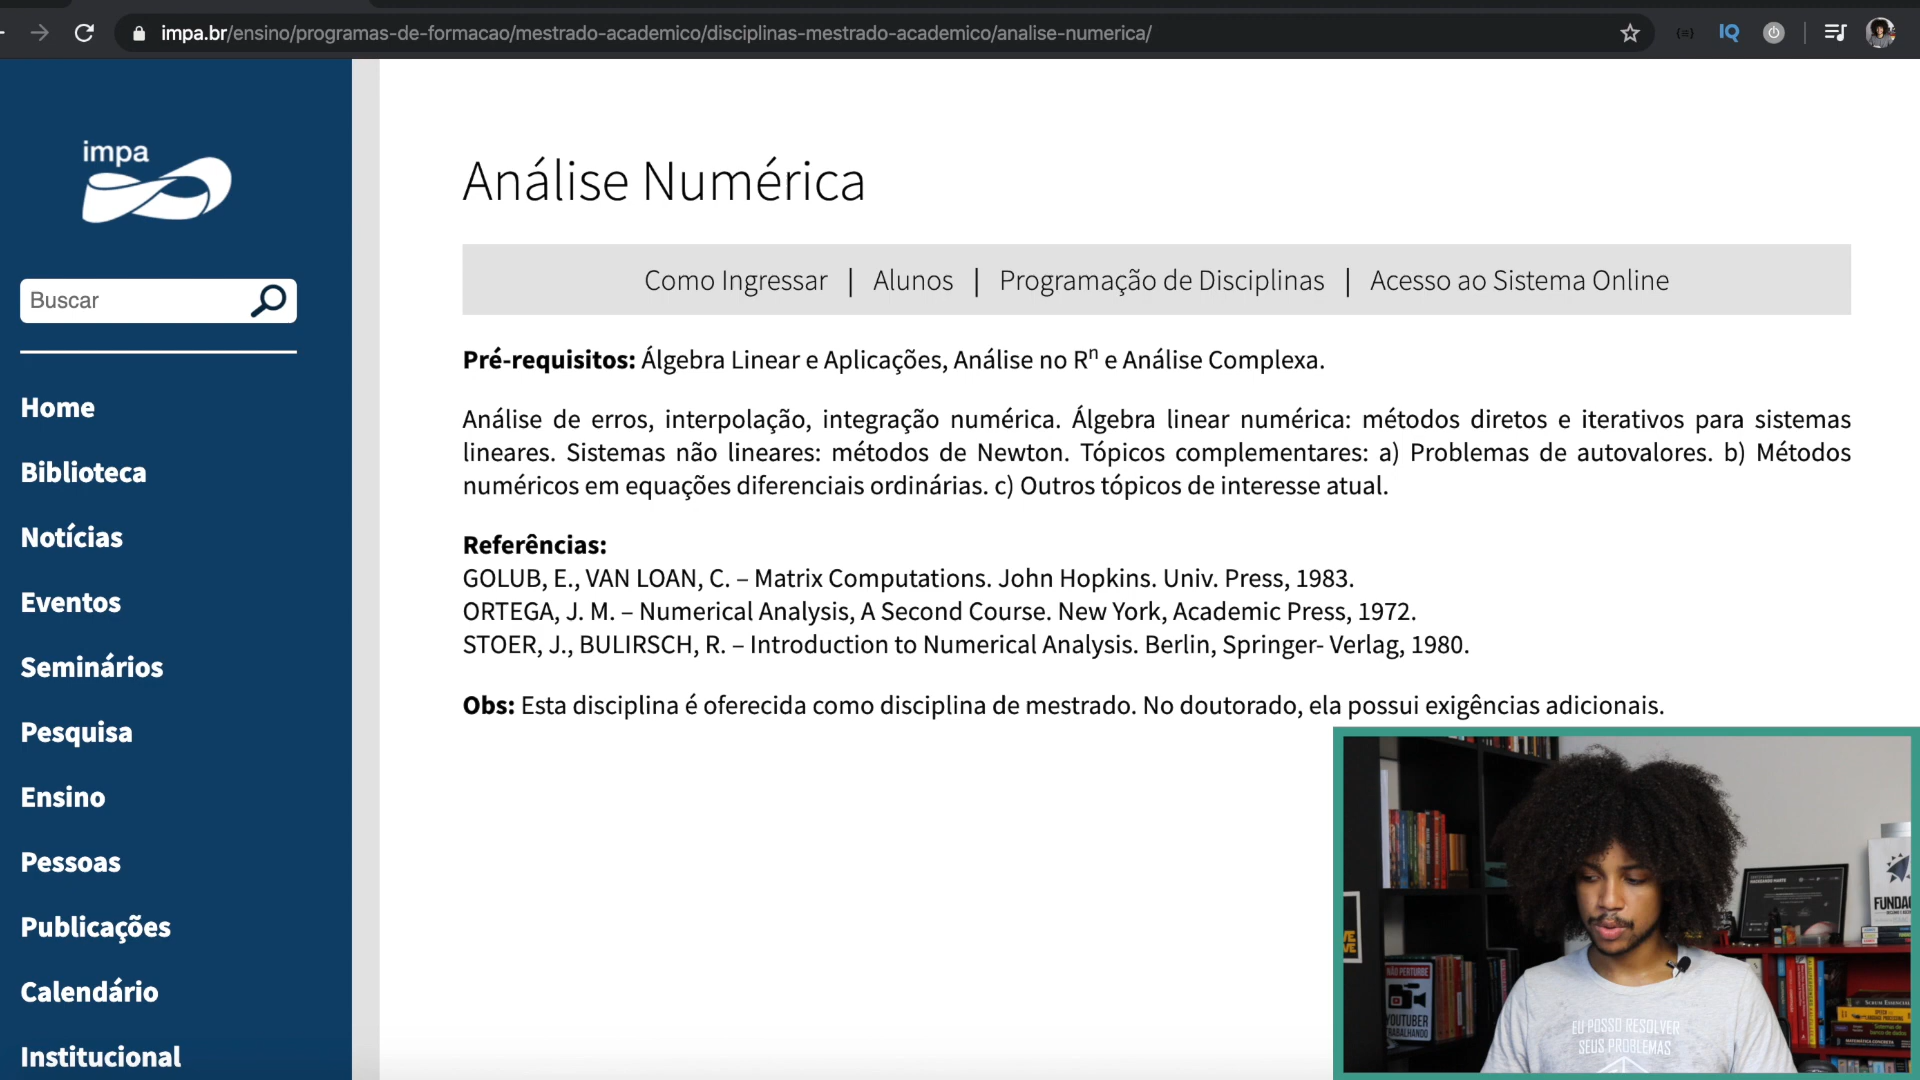 impa.br/ensino/programas-de-formacao/mestrado-academico/disciplinas-mestrado-academico/analise-numerica/
IQ
impa
Buscar
Home
Biblioteca
Notícias
Eventos
Seminários
Pesquisa
Ensino
Pessoas
Publicações
Calendário
Institucional
Análise Numérica
Como Ingressar | Alunos | Programação de Disciplinas | Acesso ao Sistema Online
Pré-requisitos: Álgebra Linear e Aplicações, Análise no Rⁿ e Análise Complexa.
Análise de erros, interpolação, integração numérica. Álgebra linear numérica: métodos diretos e iterativos para sistemas
lineares. Sistemas não lineares: métodos de Newton. Tópicos complementares: a) Problemas de autovalores. b) Métodos
numéricos em equações diferenciais ordinárias. c) Outros tópicos de interesse atual.
Referências:
GOLUB, E., VAN LOAN, C. – Matrix Computations. John Hopkins. Univ. Press, 1983.
ORTEGA, J. M. – Numerical Analysis, A Second Course. New York, Academic Press, 1972.
STOER, J., BULIRSCH, R. – Introduction to Numerical Analysis. Berlin, Springer- Verlag, 1980.
Obs: Esta disciplina é oferecida como disciplina de mestrado. No doutorado, ela possui exigências adicionais.
FUNDA
NÃO PERTURBE
YOUTUBER
TRABALHANDO
EU POSSO RESOLVER
SEUS PROBLEMAS